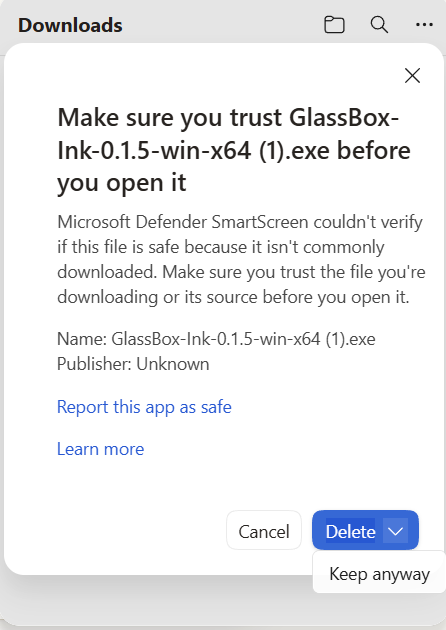 Downloads
Make sure you trust GlassBox-
Ink-0.1.5-win-x64 (1).exe before
you open it
Microsoft Defender SmartScreen couldn't verify
if this file is safe because it isn't commonly
downloaded. Make sure you trust the file you're
downloading or its source before you open it.
Name: GlassBox-Ink-0.1.5-win-x64 (1).exe
Publisher: Unknown
Report this app as safe
Learn more
Cancel Delete
Keep anyway